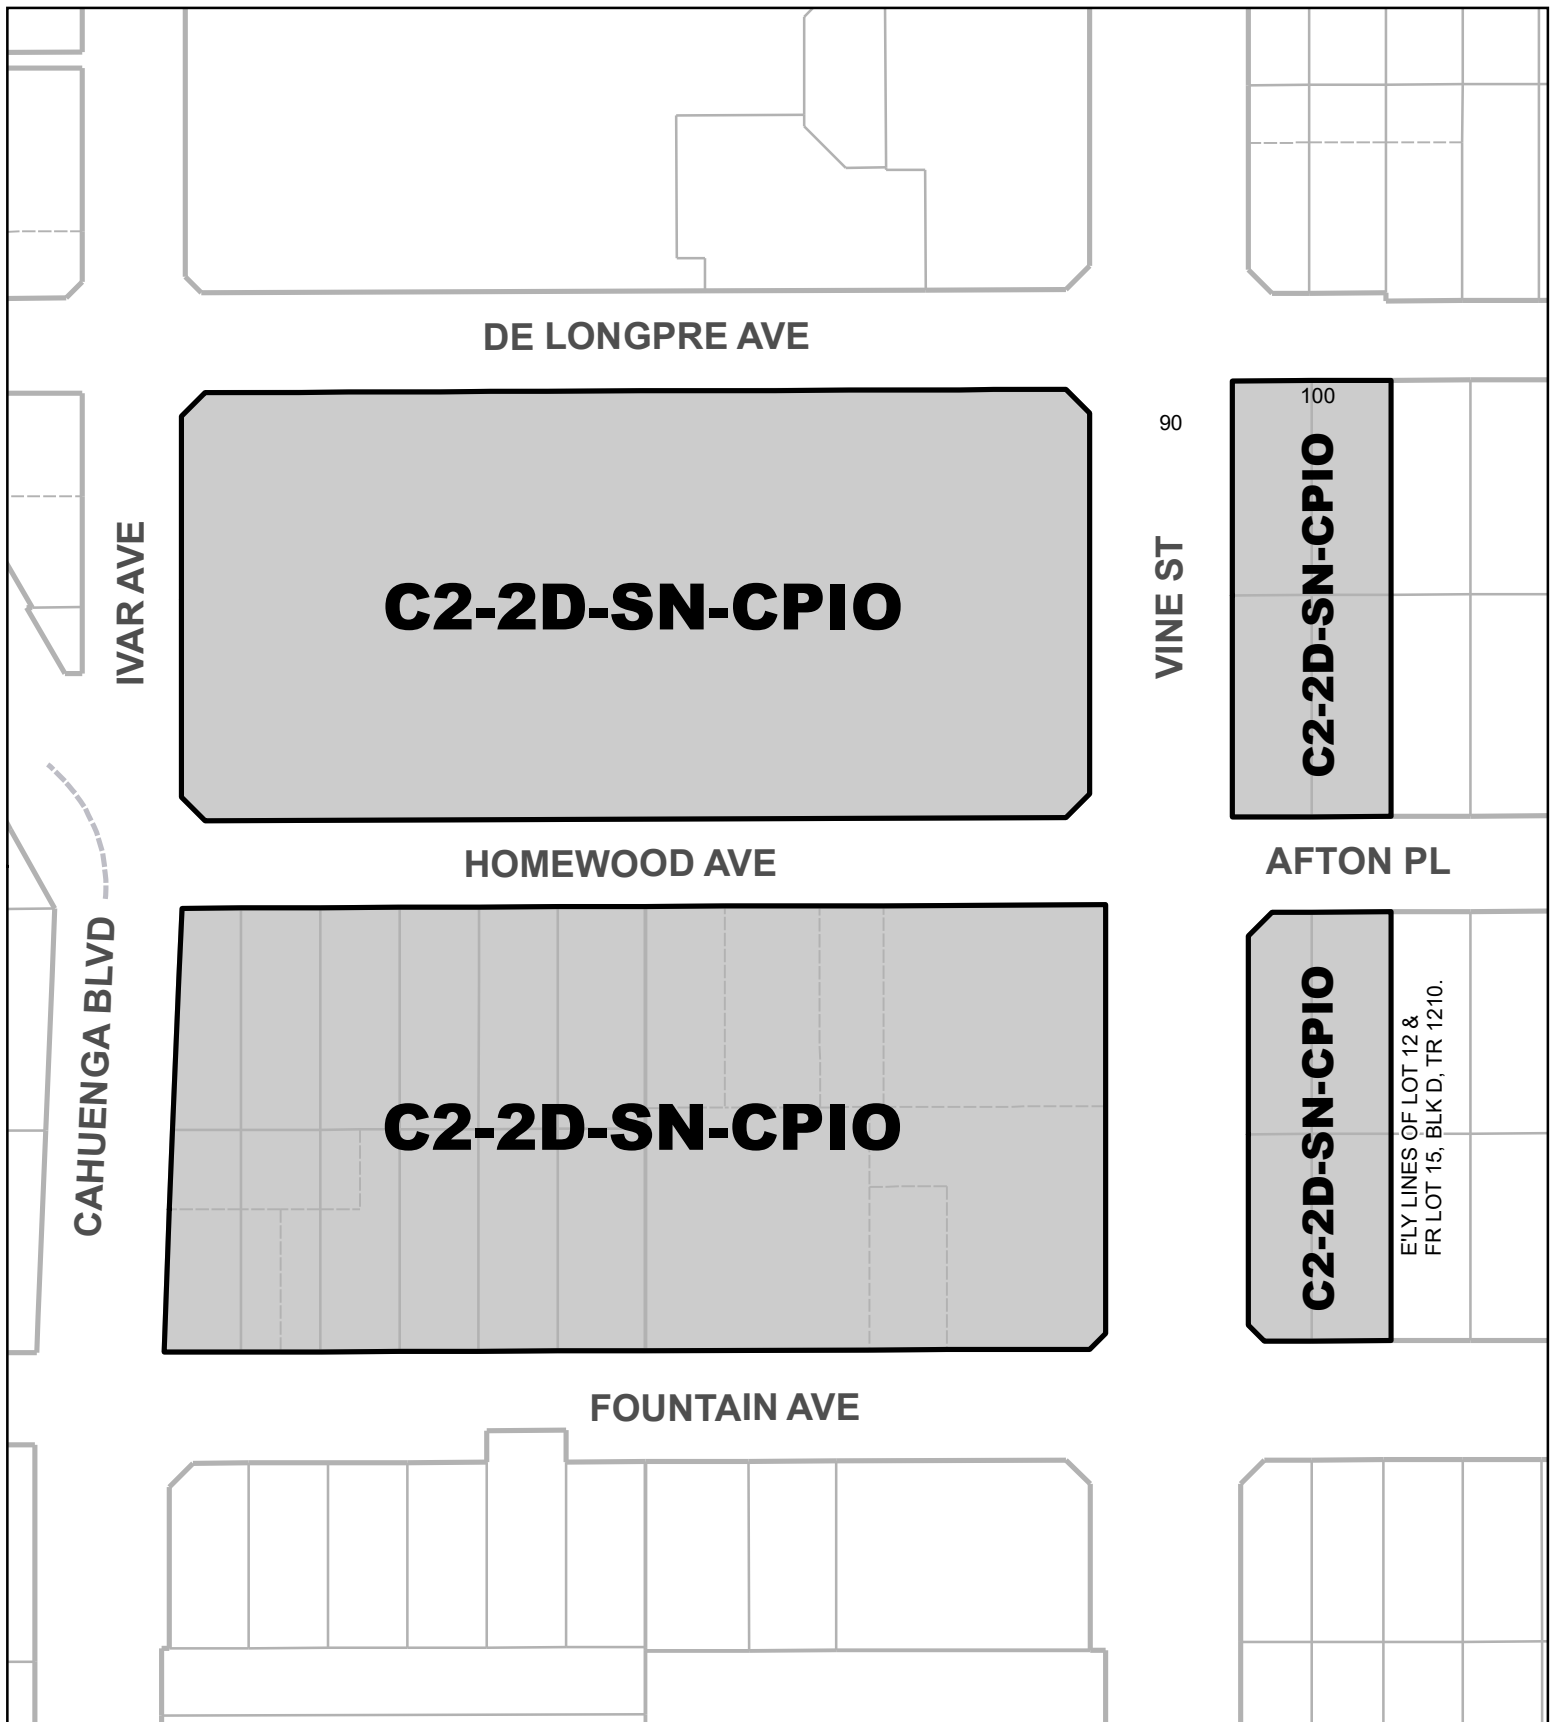 DE LONGPRE AVE
100
90
C2-2D-SN-CPIO
IVAR AVE
C2-2D-SN-CPIO
VINE ST
HOMEWOOD AVE
AFTON PL
CAHUENGA BLVD
C2-2D-SN-CPIO
C2-2D-SN-CPIO
E'LY LINES OF LOT 12 &
FR LOT 15, BLK D, TR 1210.
FOUNTAIN AVE